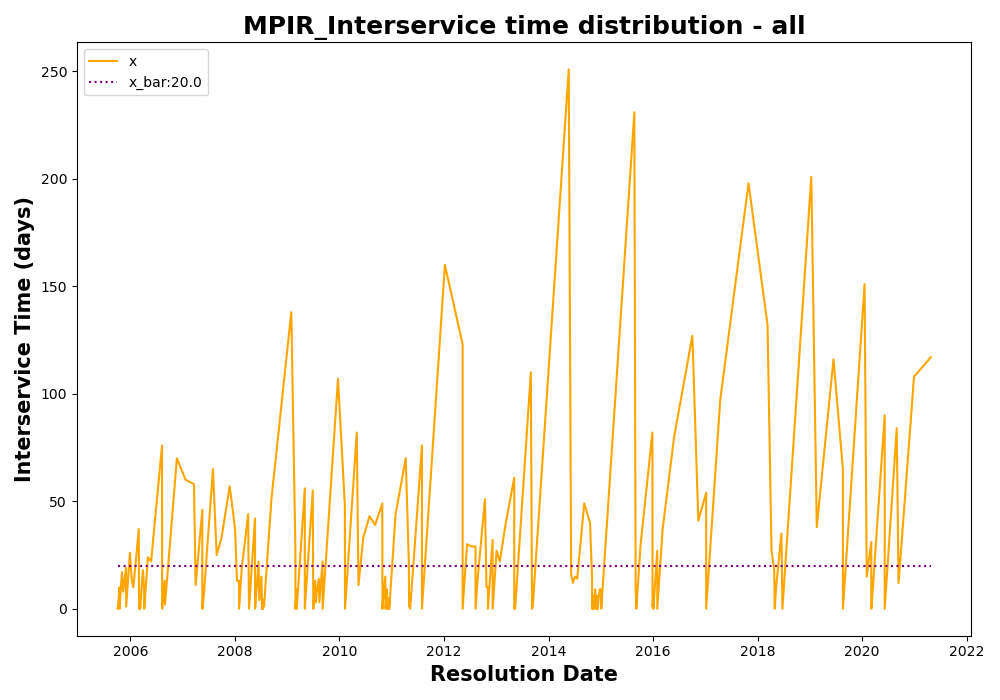 MPIR_Interservice time distribution - all
x
x_bar:20.0
Interservice Time (days)
250
200
150
100
50
0
2006 2008 2010 2012 2014 2016 2018 2020 2022
Resolution Date